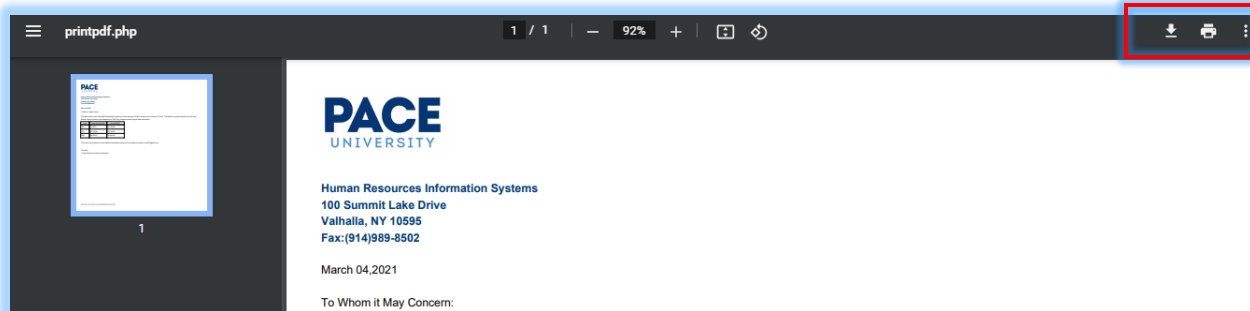 printpdf.php
1 / 1
92%
PACE
1
PACE
UNIVERSITY
Human Resources Information Systems
100 Summit Lake Drive
Valhalla, NY 10595
Fax:(914)989-8502
March 04,2021
To Whom it May Concern: